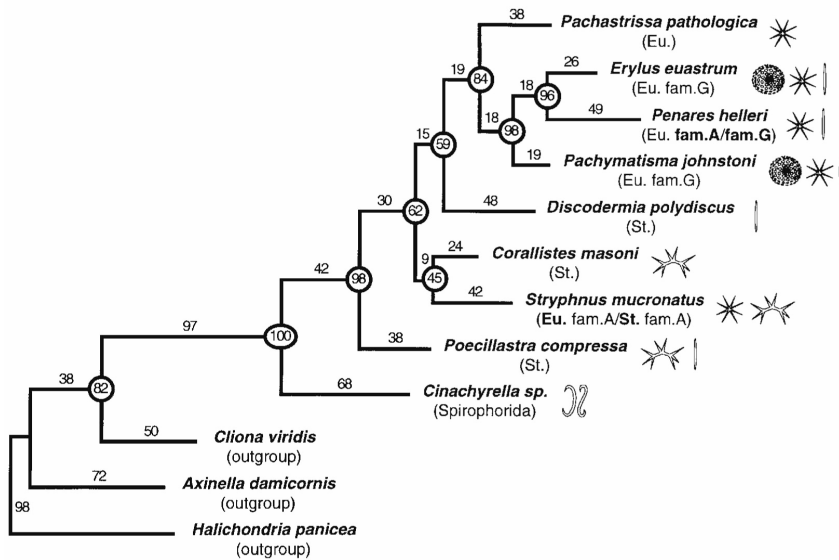 38
Pachastrissa pathologica
(Eu.)
19
84
26
Erylus euastrum
(Eu. fam.G)
18
96
49
Penares helleri
(Eu. fam.A/fam.G)
18
98
15
59
19
Pachymatisma johnstoni
(Eu. fam.G)
30
62
48
Discodermia polydiscus
(St.)
9
24
Corallistes masoni
(St.)
45
42
Stryphnus mucronatus
(Eu. fam.A/St. fam.A)
42
98
38
Poecillastra compressa
(St.)
97
100
68
Cinachyrella sp.
(Spirophorida)
38
82
50
Cliona viridis
(outgroup)
72
Axinella damicornis
(outgroup)
98
Halichondria panicea
(outgroup)